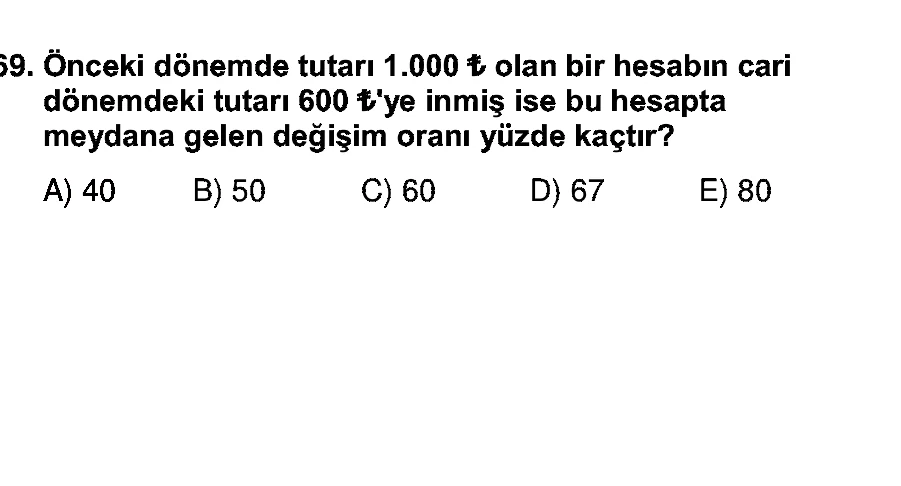 69. Önceki dönemde tutarı 1.000 ₺ olan bir hesabın cari
dönemdeki tutarı 600 ₺'ye inmiş ise bu hesapta
meydana gelen değişim oranı yüzde kaçtır?
A) 40 B) 50 C) 60 D) 67 E) 80